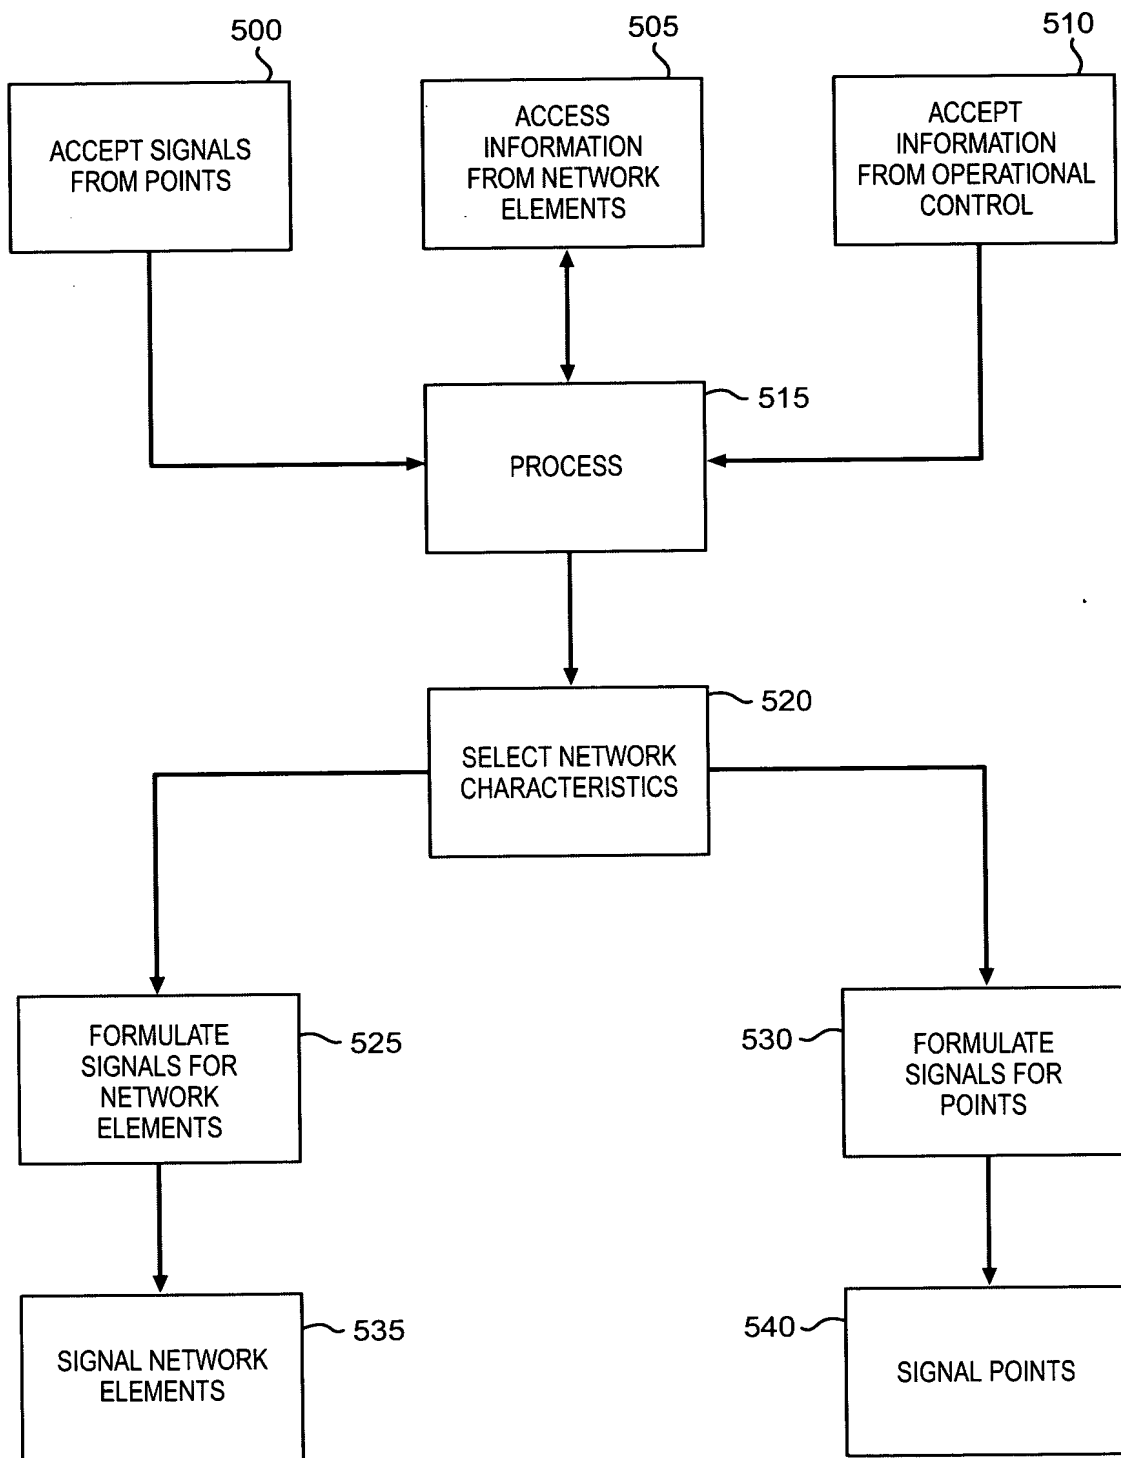 500
505
510
ACCEPT SIGNALS
FROM POINTS
ACCESS
INFORMATION
FROM NETWORK
ELEMENTS
ACCEPT
INFORMATION
FROM OPERATIONAL
CONTROL
515
PROCESS
520
SELECT NETWORK
CHARACTERISTICS
FORMULATE
SIGNALS FOR
NETWORK
ELEMENTS
525
530
FORMULATE
SIGNALS FOR
POINTS
SIGNAL NETWORK
ELEMENTS
535
540
SIGNAL POINTS